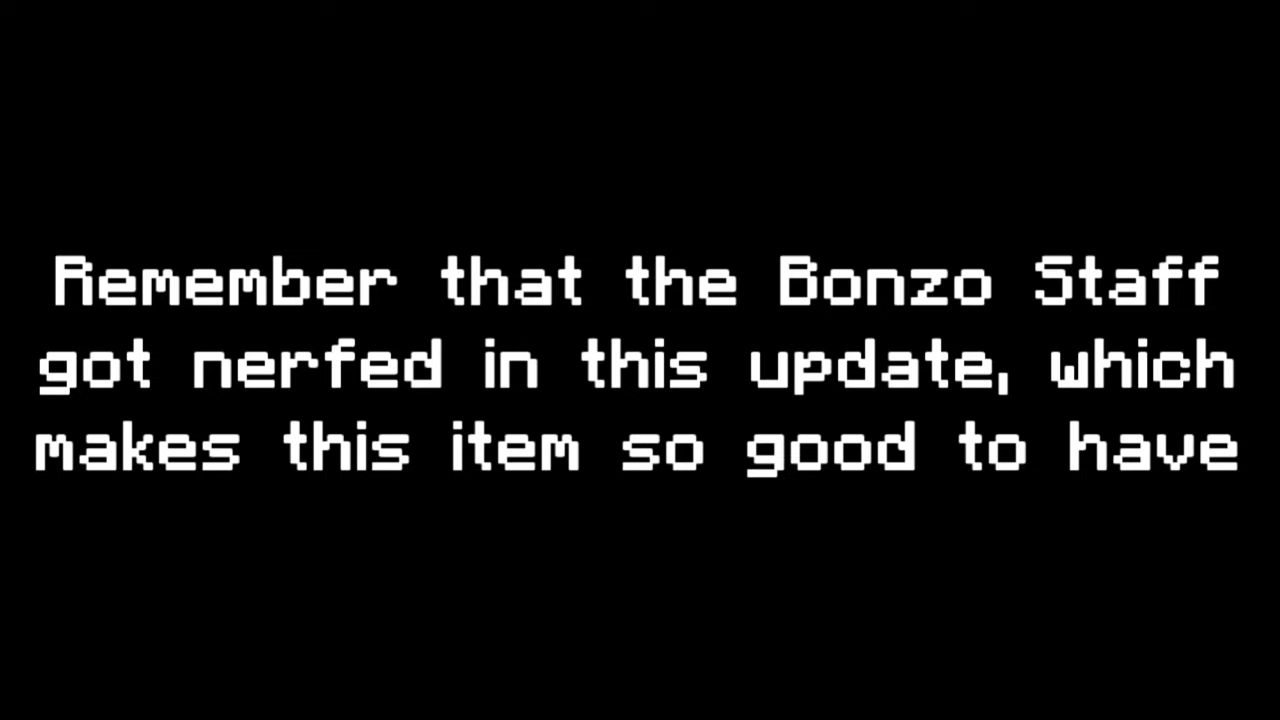 Remember that the Bonzo Staff
got nerfed in this update, which
makes this item so good to have